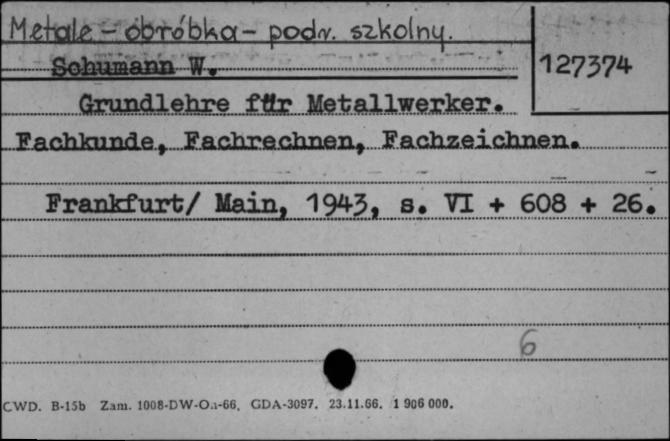 Metale - obróbka - podr. szkolny.
Schumann W.
127374
Grundlehre für Metallwerker.
Fachkunde, Fachrechnen, Fachzeichnen.
Frankfurt/ Main, 1943, s. VI + 608 + 26.
6
CWD. B-15b Zam. 1008-DW-On-66. GDA-3097. 23.11.66. 1 906 000.